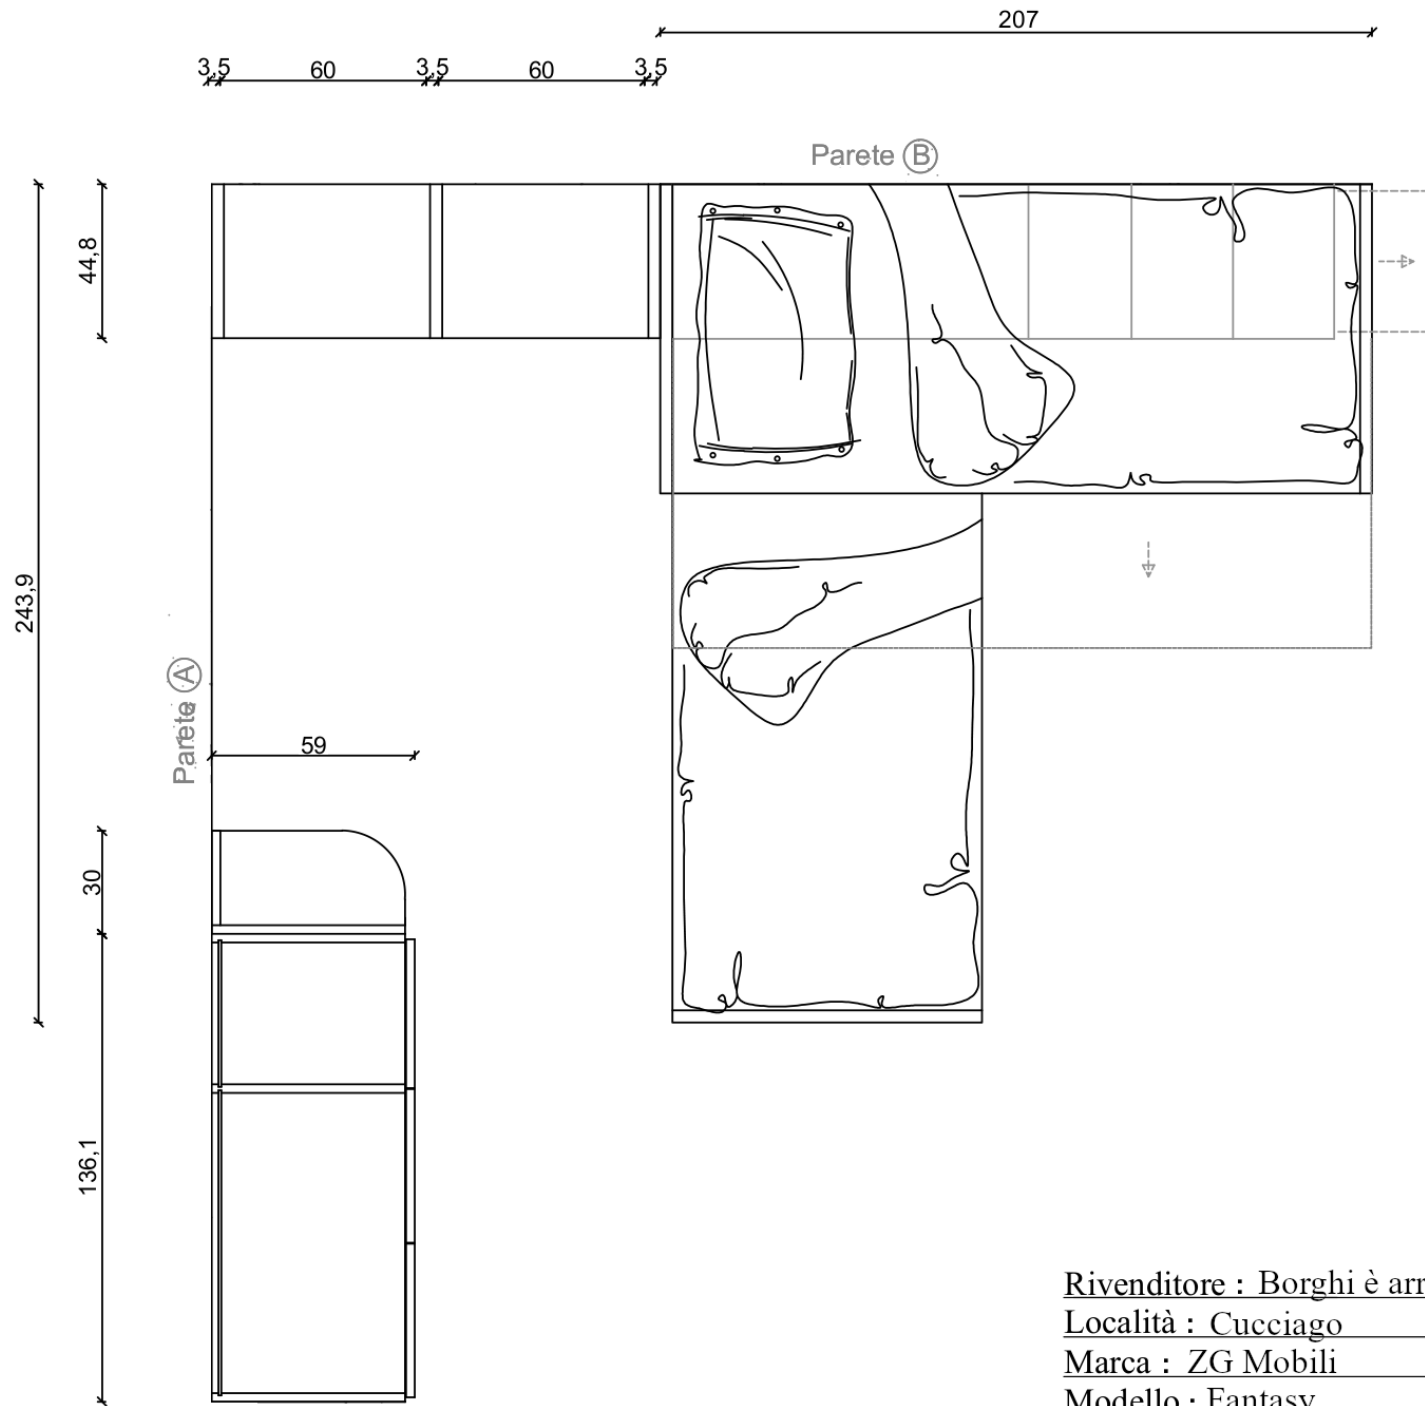 207
3,5 60 3,5 60 3,5
Parete B
44,8
243,9
Parete A
59
30
136,1
Rivenditore : Borghi è arr
Località : Cucciago
Marca : ZG Mobili
Modello : Fantasy